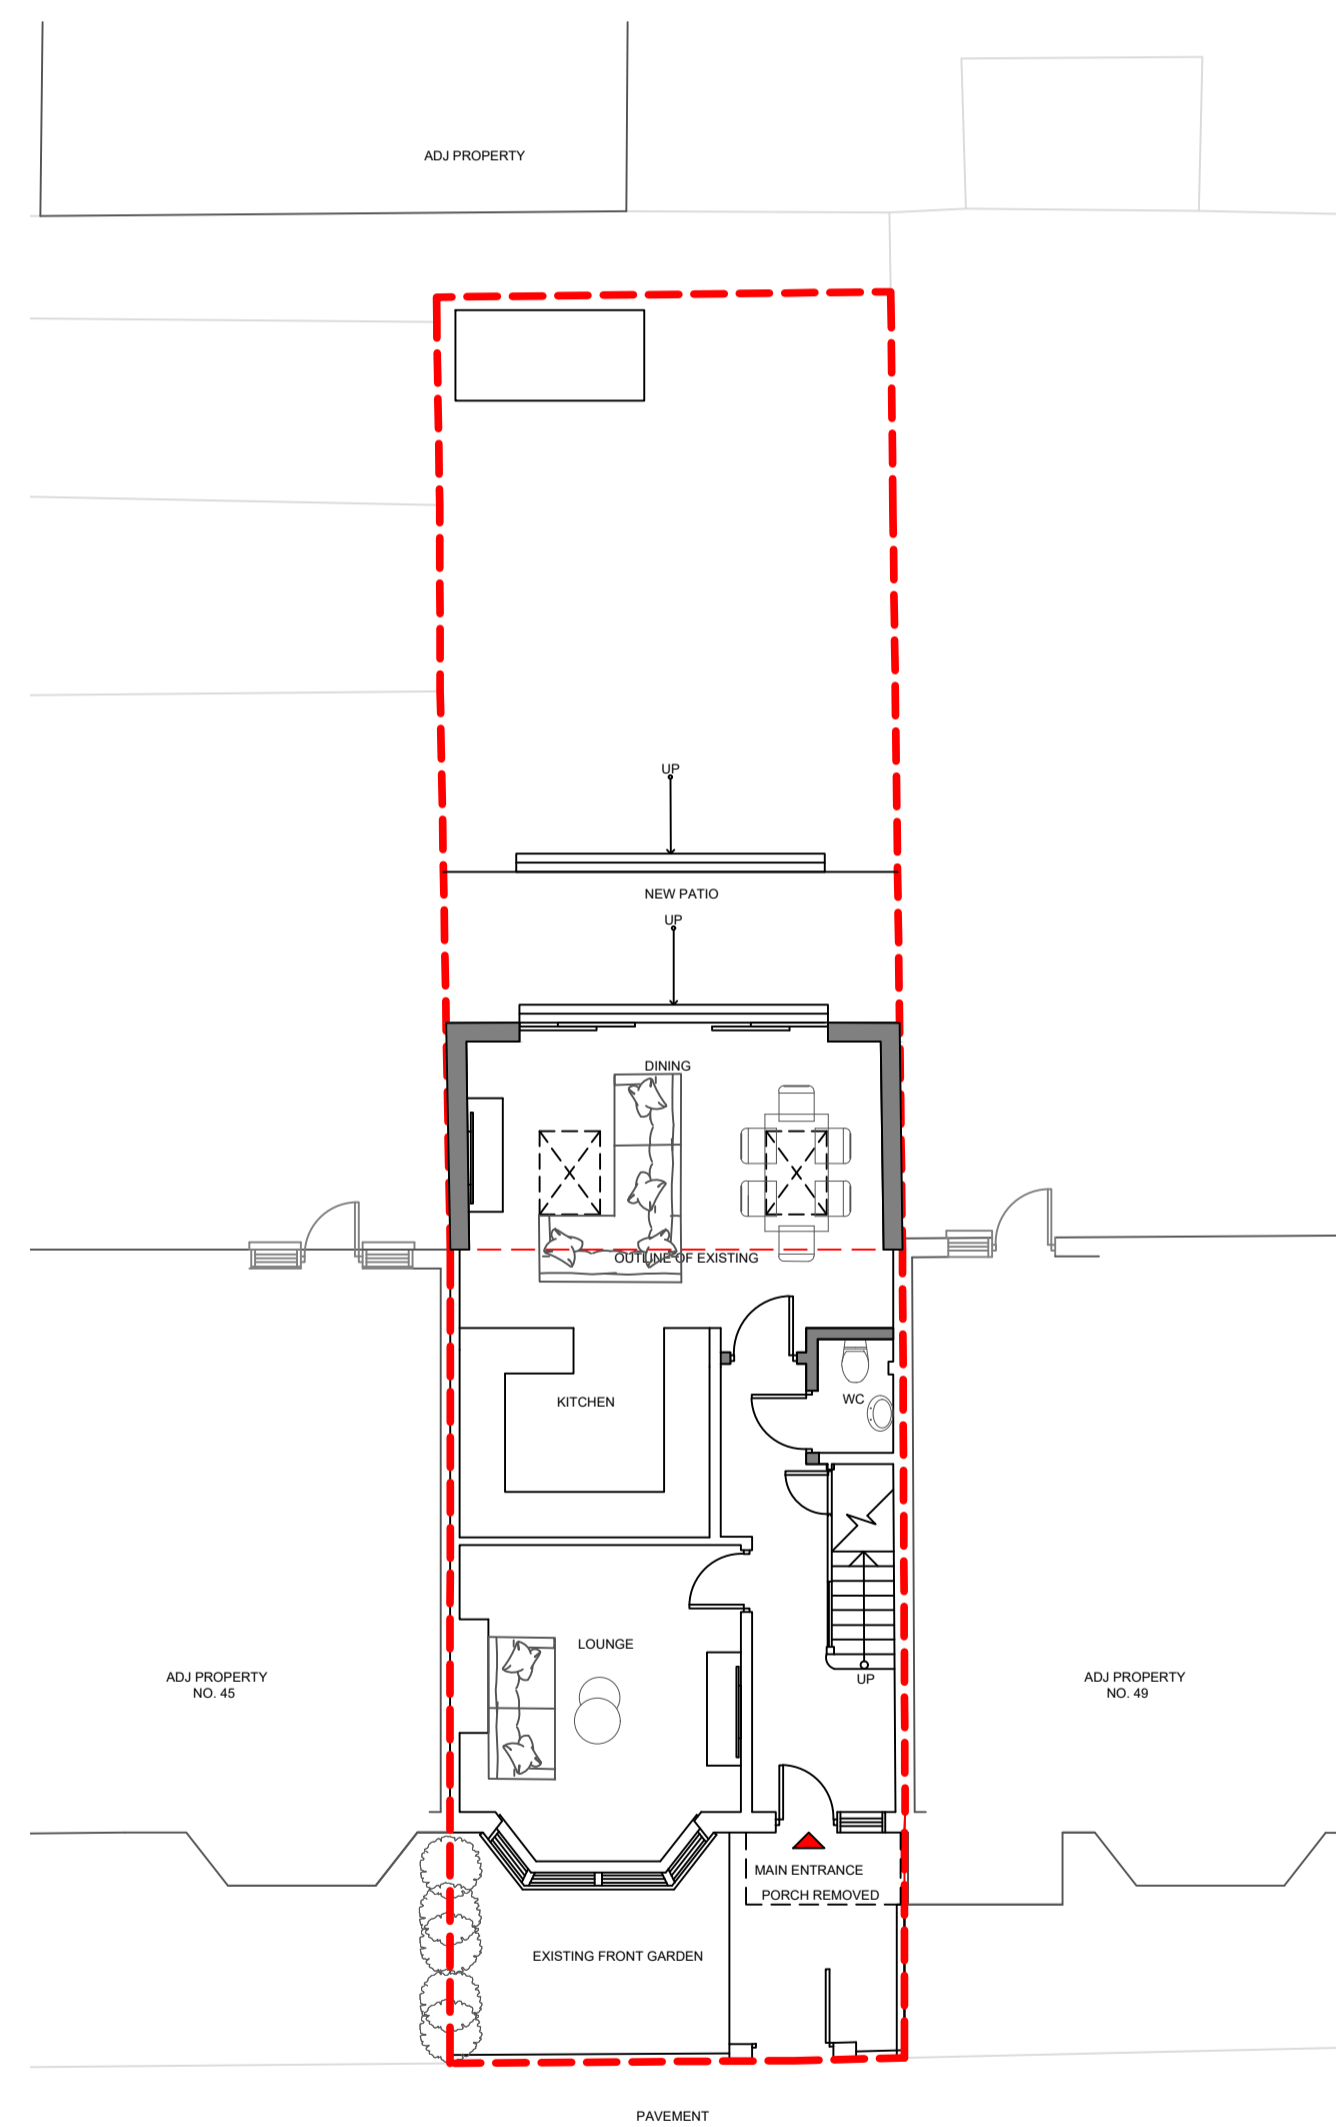 ADJ PROPERTY
UP
NEW PATIO
UP
DINING
OUTLINE OF EXISTING
KITCHEN
WC
LOUNGE
ADJ PROPERTY
NO. 45
UP
ADJ PROPERTY
NO. 49
MAIN ENTRANCE
PORCH REMOVED
EXISTING FRONT GARDEN
PAVEMENT